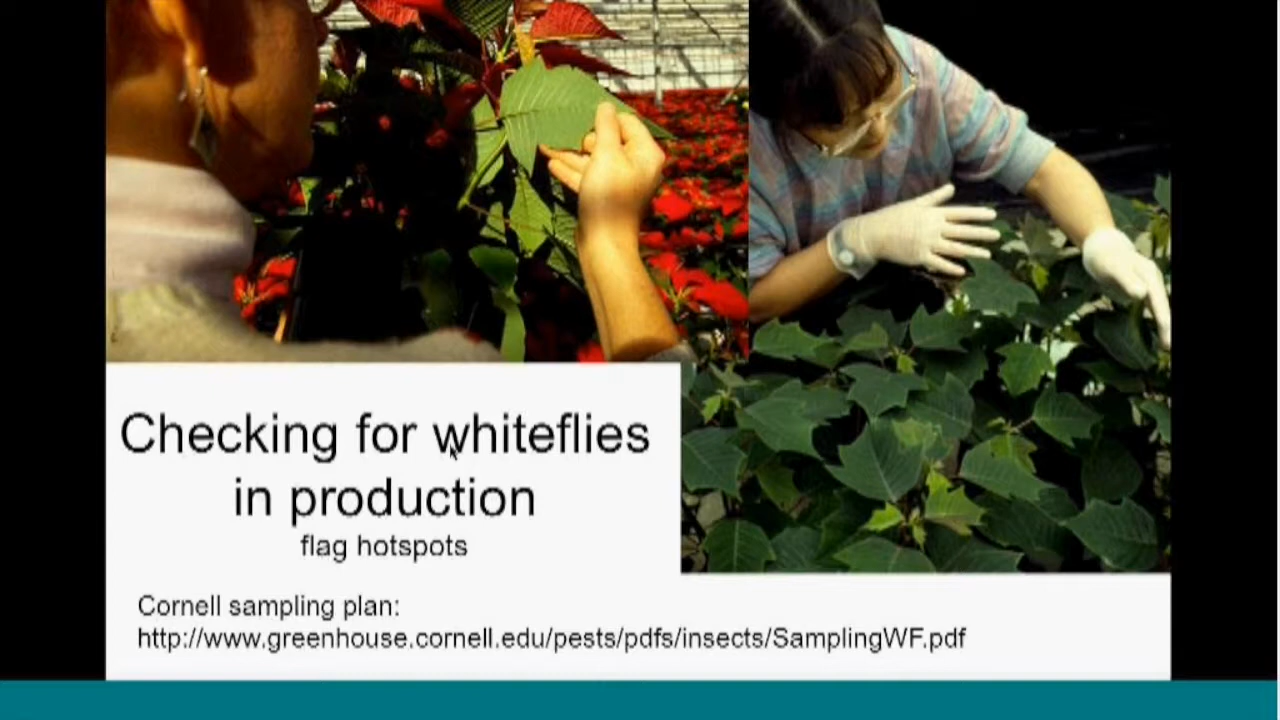 Checking for whiteflies
in production
flag hotspots
Cornell sampling plan:
http://www.greenhouse.cornell.edu/pests/pdfs/insects/SamplingWF.pdf